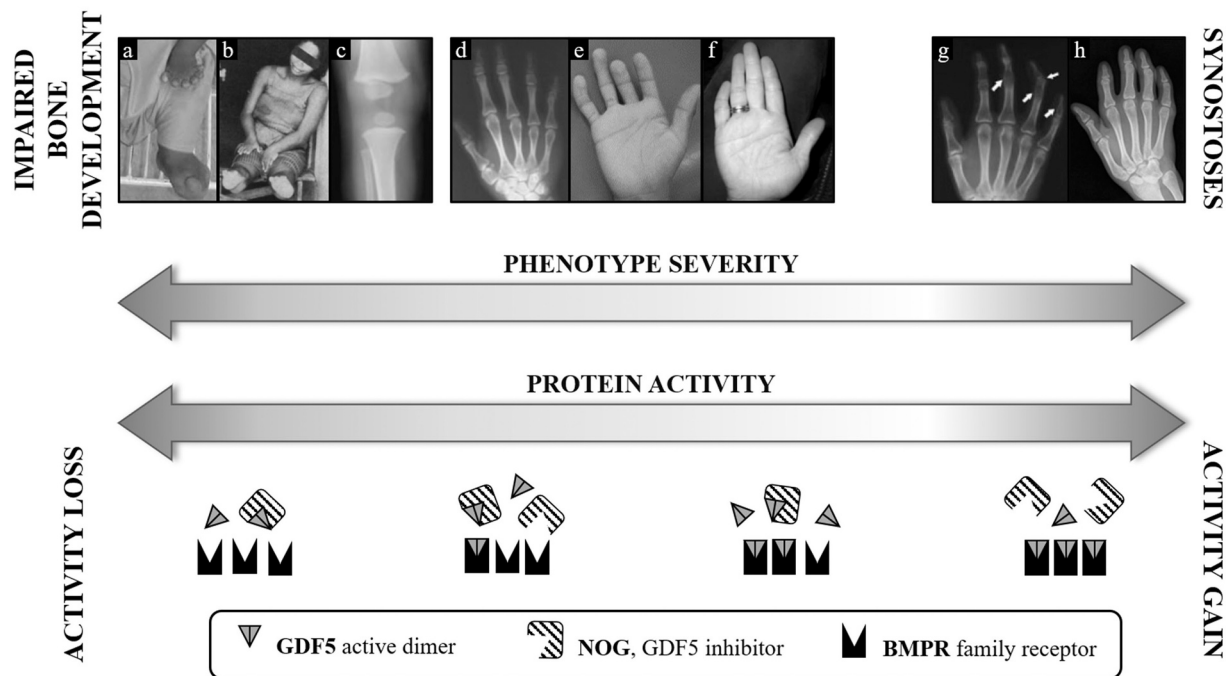 IMPAIRED
BONE
DEVELOPMENT
a
b
c
d
e
f
g
h
SYNOSTOSES
PHENOTYPE SEVERITY
PROTEIN ACTIVITY
ACTIVITY LOSS
ACTIVITY GAIN
GDF5 active dimer
NOG, GDF5 inhibitor
BMPR family receptor